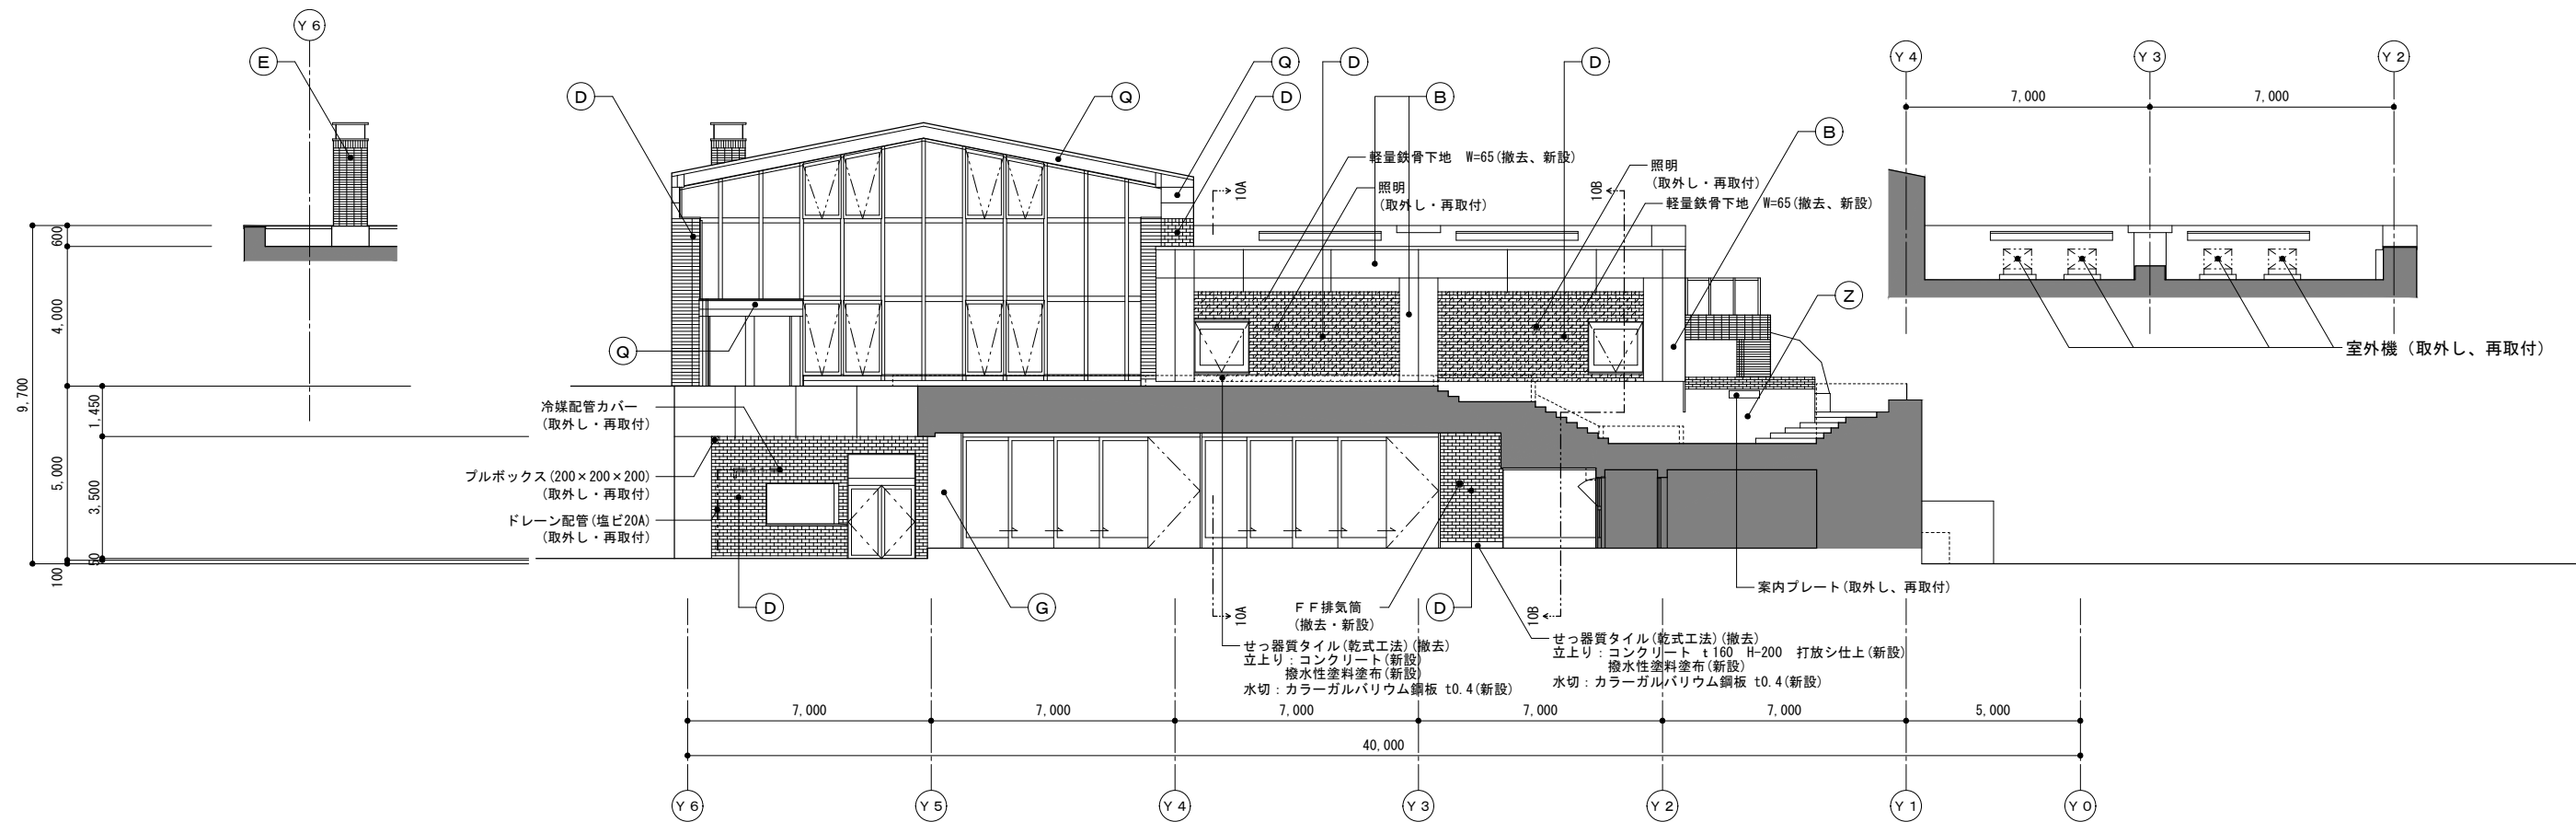 Y 6
E
D
Q
D
Q
D
B
D
B
Y 4
Y 3
Y 2
7,000
7,000
軽量鉄骨下地 W=65(撤去、新設)
照明
(取外し・再取付)
10A
10B
照明
(取外し・再取付)
軽量鉄骨下地 W=65(撤去、新設)
Z
Q
室外機（取外し、再取付）
9,700
600
4,000
5,000
100
1,450
3,500
50
冷媒配管カバー
(取外し・再取付)
プルボックス(200×200×200)
(取外し・再取付)
ドレーン配管(塩ビ20A)
(取外し・再取付)
D
G
10A
ＦＦ排気筒
(撤去・新設)
D
10B
案内プレート(取外し、再取付)
せっ器質タイル(乾式工法)(撤去)
立上り：コンクリート(新設)
撥水性塗料塗布(新設)
水切：カラーガルバリウム鋼板 t0.4(新設)
せっ器質タイル(乾式工法)(撤去)
立上り：コンクリート t160 H-200 打放シ仕上(新設)
撥水性塗料塗布(新設)
水切：カラーガルバリウム鋼板 t0.4(新設)
7,000
7,000
7,000
7,000
7,000
5,000
40,000
Y 6
Y 5
Y 4
Y 3
Y 2
Y 1
Y 0